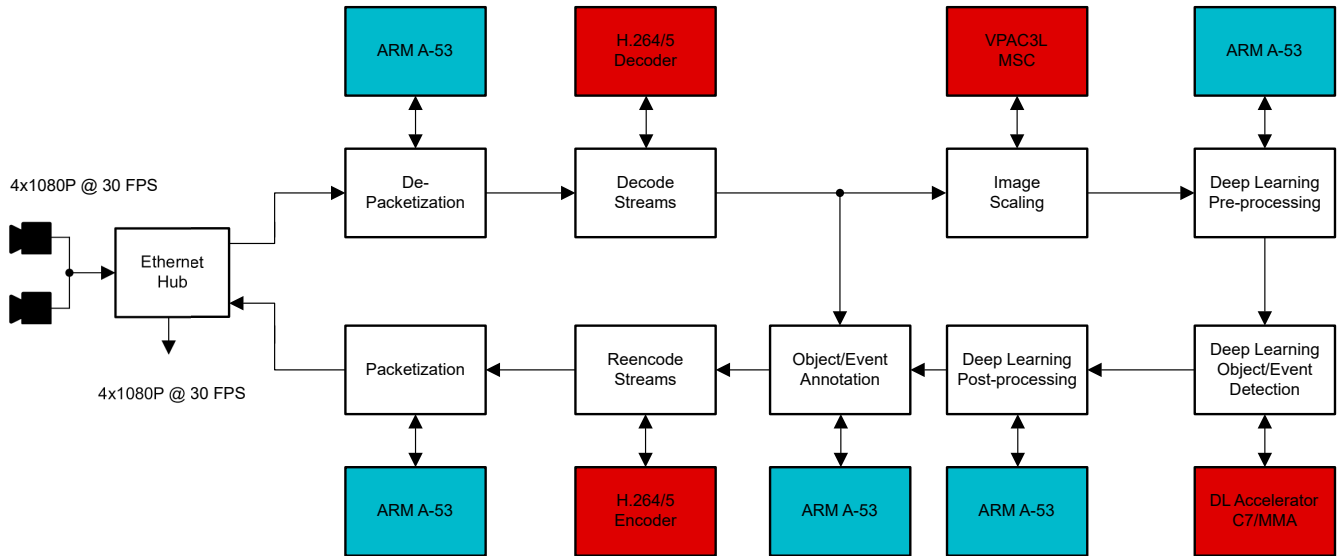 ARM A-53
H.264/5
Decoder
VPAC3L
MSC
ARM A-53
4x1080P @ 30 FPS
De-
Packetization
Decode
Streams
Image
Scaling
Deep Learning
Pre-processing
Ethernet
Hub
4x1080P @ 30 FPS
Packetization
Reencode
Streams
Object/Event
Annotation
Deep Learning
Post-processing
Deep Learning
Object/Event
Detection
ARM A-53
H.264/5
Encoder
ARM A-53
ARM A-53
DL Accelerator
C7/MMA